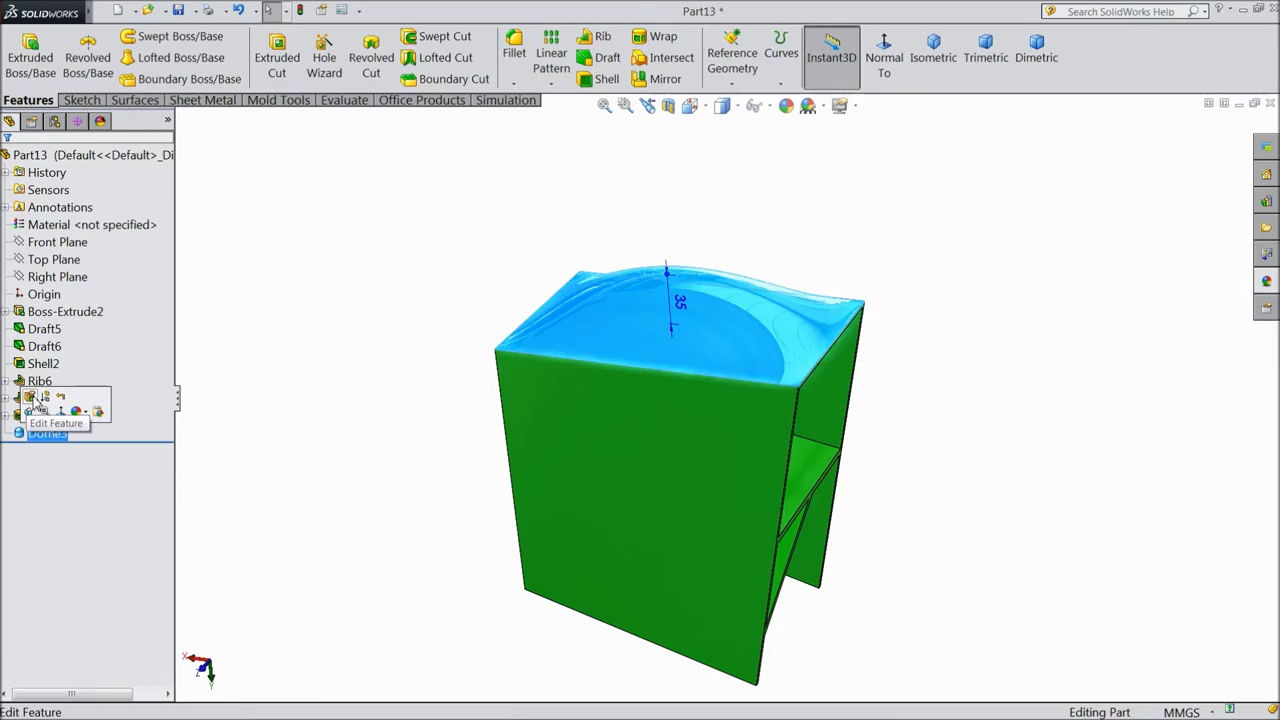 SOLIDWORKS
Part13 *
Search SolidWorks Help
Extruded Boss/Base
Revolved Boss/Base
Swept Boss/Base
Lofted Boss/Base
Boundary Boss/Base
Extruded Cut
Hole Wizard
Revolved Cut
Swept Cut
Lofted Cut
Boundary Cut
Fillet
Linear Pattern
Rib
Draft
Shell
Wrap
Intersect
Mirror
Reference Geometry
Curves
Instant3D
Normal To
Isometric
Trimetric
Dimetric
Features Sketch Surfaces Sheet Metal Mold Tools Evaluate Office Products Simulation
Part13 (Default<<Default>_Di
History
Sensors
Annotations
Material <not specified>
Front Plane
Top Plane
Right Plane
Origin
Boss-Extrude2
Draft5
Draft6
Shell2
Rib6
Edit Feature
35
X
Z
Y
Edit Feature
Editing Part
MMGS